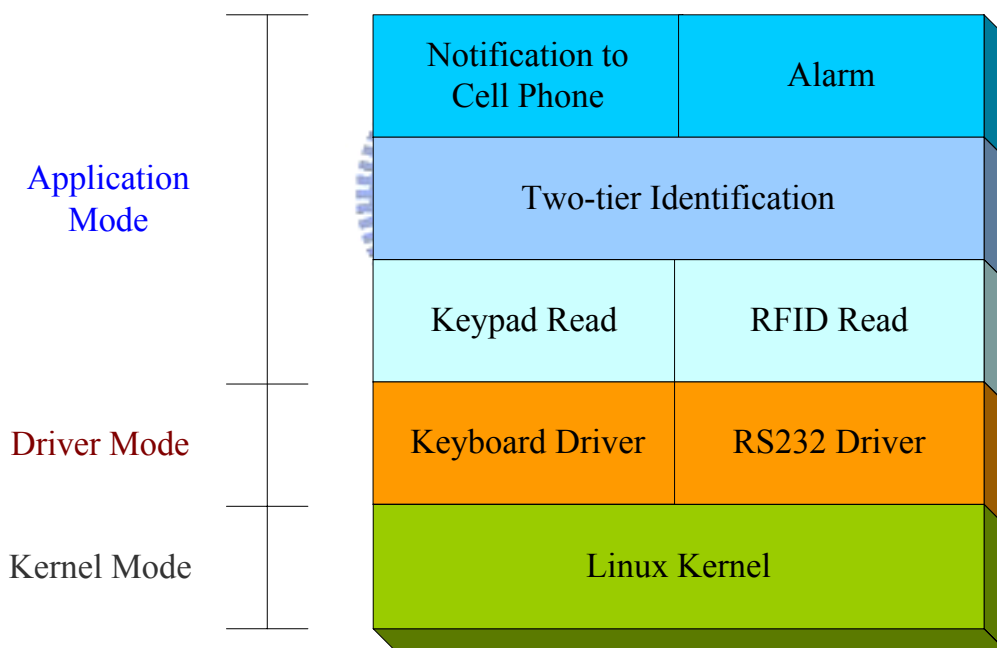 Notification to
Cell Phone
Alarm
Application
Mode
Two-tier Identification
Keypad Read
RFID Read
Driver Mode
Keyboard Driver
RS232 Driver
Kernel Mode
Linux Kernel